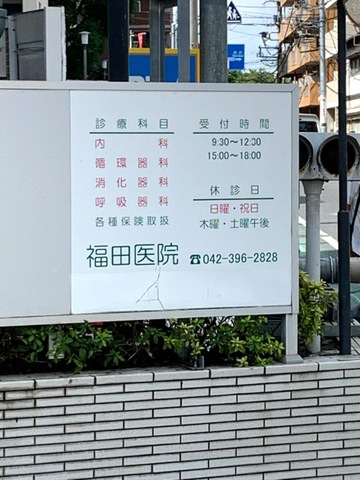 診療科目
内科
循環器科
消化器科
呼吸器科
各種保険取扱
受付時間
9:30〜12:30
15:00〜18:00
休診日
日曜・祝日
木曜・土曜午後
福田医院 ☎042-396-2828